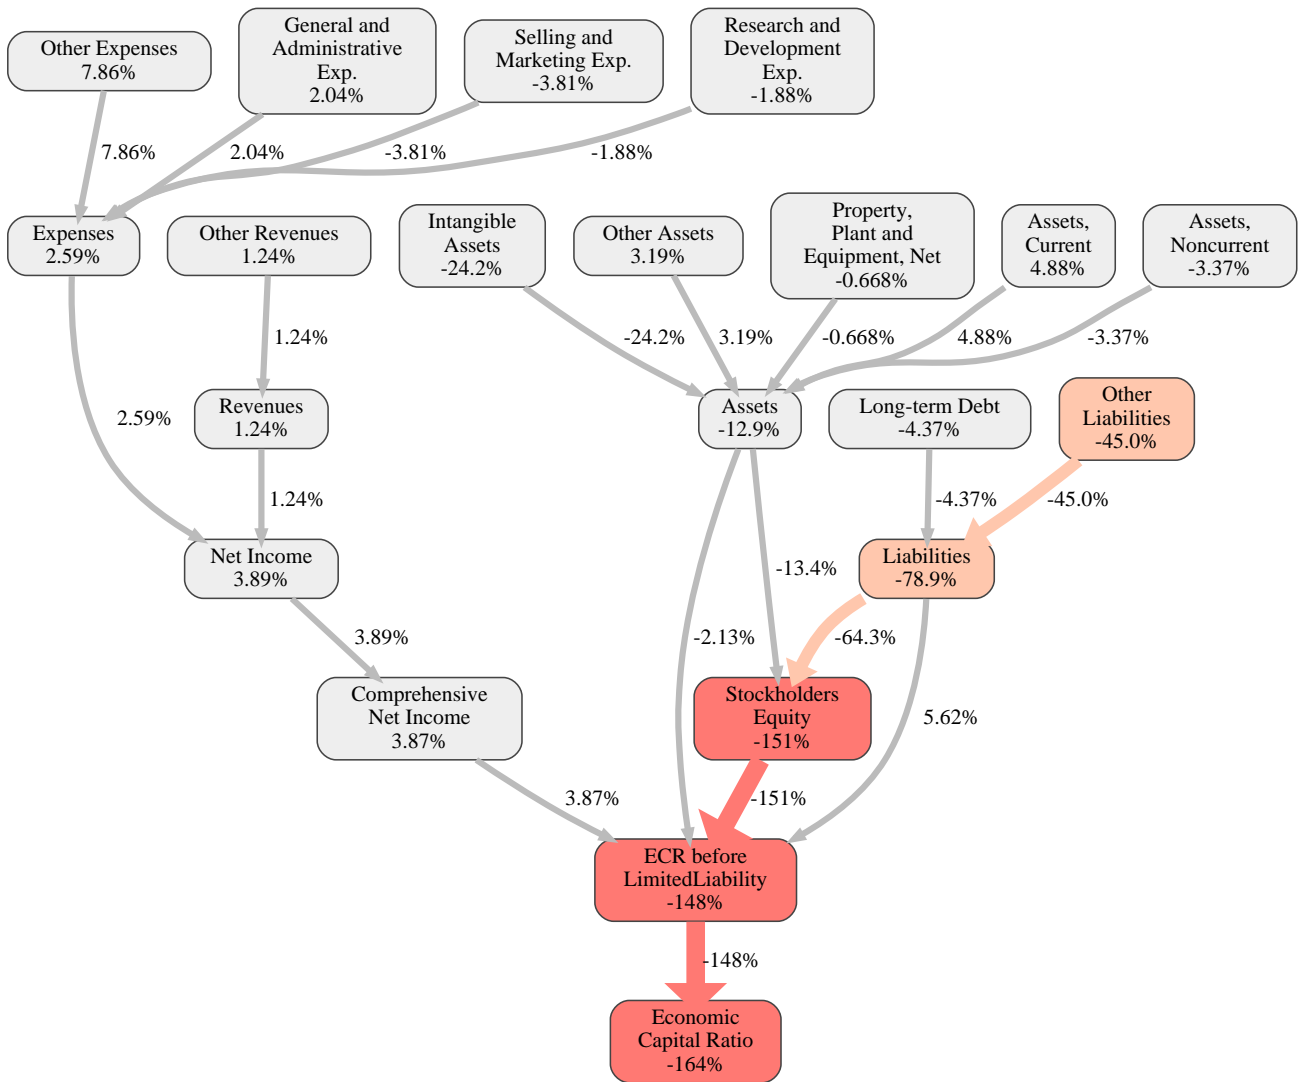 Other Expenses
7.86%
General and
Administrative
Exp.
2.04%
Selling and
Marketing Exp.
-3.81%
Research and
Development
Exp.
-1.88%
7.86%
2.04%
-3.81%
-1.88%
Expenses
2.59%
Other Revenues
1.24%
Intangible
Assets
-24.2%
Other Assets
3.19%
Property,
Plant and
Equipment, Net
-0.668%
Assets,
Current
4.88%
Assets,
Noncurrent
-3.37%
1.24%
-24.2%
3.19%
-0.668%
4.88%
-3.37%
2.59%
Revenues
1.24%
Assets
-12.9%
Long-term Debt
-4.37%
Other
Liabilities
-45.0%
1.24%
-4.37%
-45.0%
Net Income
3.89%
-13.4%
Liabilities
-78.9%
3.89%
-2.13%
-64.3%
5.62%
Comprehensive
Net Income
3.87%
Stockholders
Equity
-151%
3.87%
-151%
ECR before
LimitedLiability
-148%
-148%
Economic
Capital Ratio
-164%